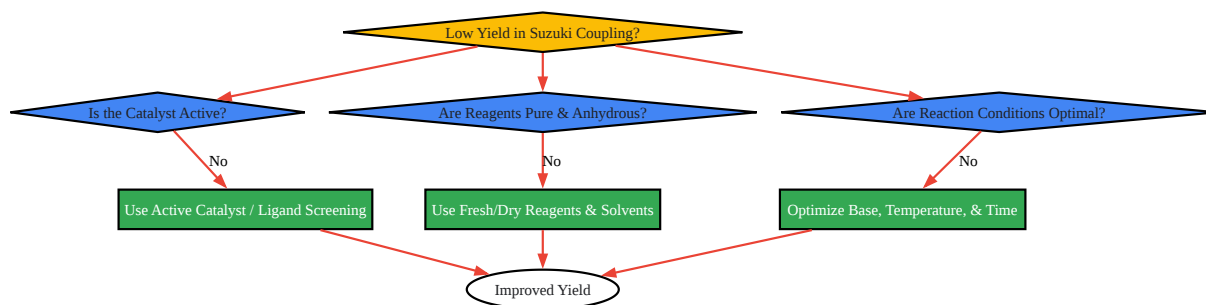 Low Yield in Suzuki Coupling?
Is the Catalyst Active?
Are Reagents Pure & Anhydrous?
Are Reaction Conditions Optimal?
No
No
No
Use Active Catalyst / Ligand Screening
Use Fresh/Dry Reagents & Solvents
Optimize Base, Temperature, & Time
Improved Yield